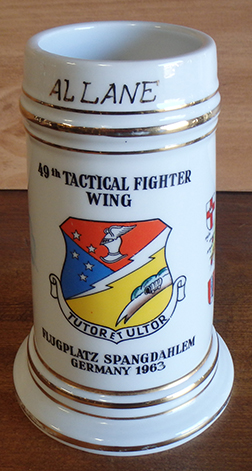 AL LANE
49th TACTICAL FIGHTER
WING
TUTOR ET ULTOR
FLUGPLATZ SPANGDAHLEM
GERMANY 1963